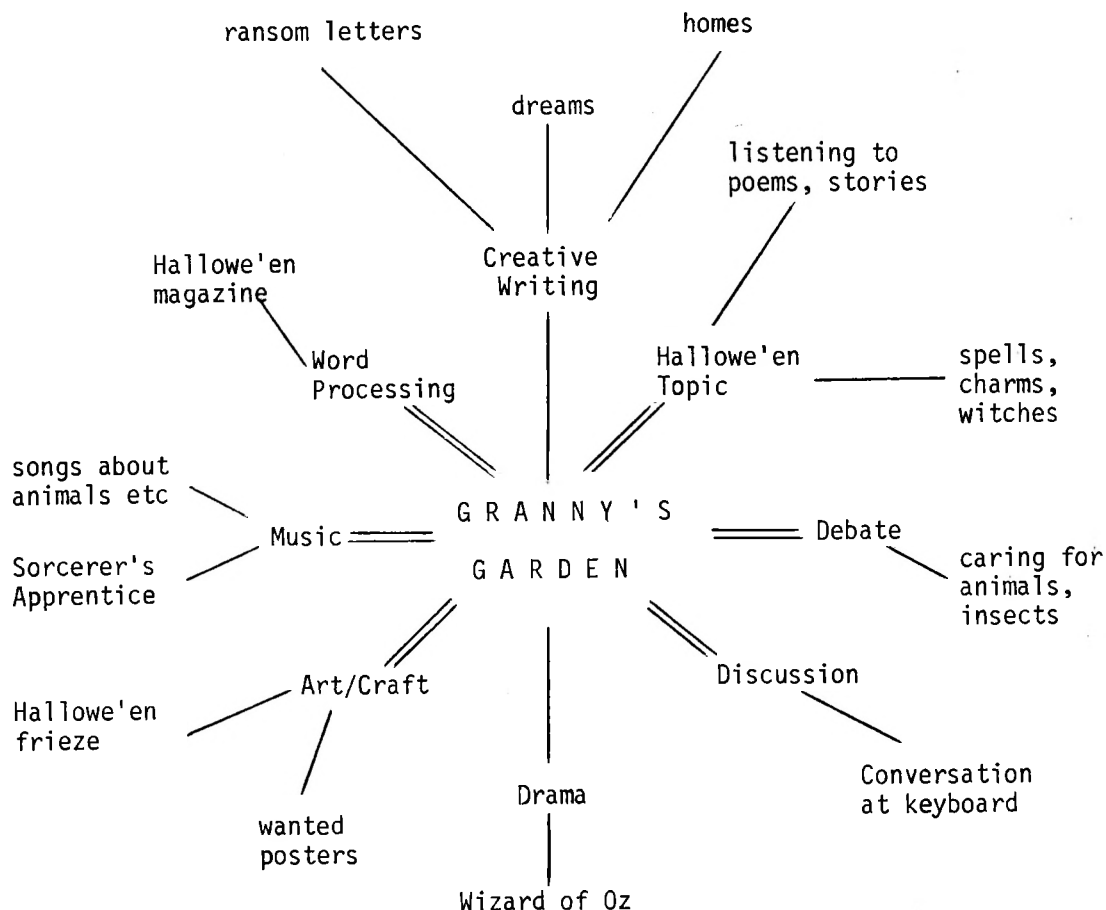 ransom letters
homes
dreams
listening to
poems, stories
Creative
Writing
Hallowe'en
magazine
Word
Processing
Hallowe'en
Topic
spells,
charms,
witches
songs about
animals etc
Music
Sorcerer's
Apprentice
GRANNY'S
GARDEN
Debate
caring for
animals,
insects
Discussion
Conversation
at keyboard
Art/Craft
Hallowe'en
frieze
wanted
posters
Drama
Wizard of Oz